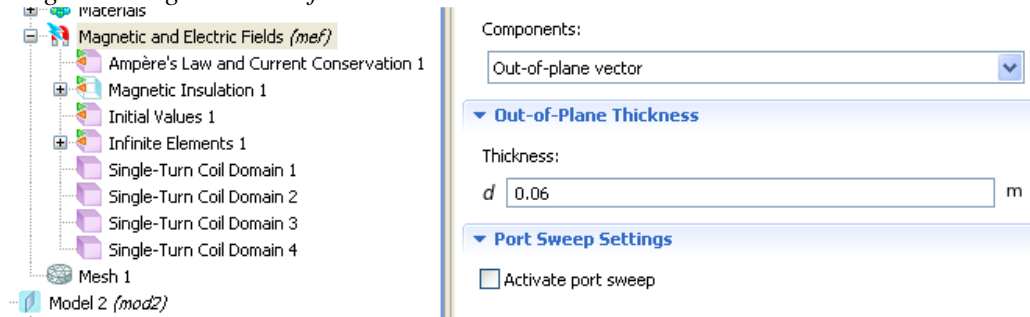 Materials
Magnetic and Electric Fields (mef)
Ampère's Law and Current Conservation 1
Magnetic Insulation 1
Initial Values 1
Infinite Elements 1
Single-Turn Coil Domain 1
Single-Turn Coil Domain 2
Single-Turn Coil Domain 3
Single-Turn Coil Domain 4
Mesh 1
Model 2 (mod2)
Components:
Out-of-plane vector
Out-of-Plane Thickness
Thickness:
d 0.06 m
Port Sweep Settings
Activate port sweep